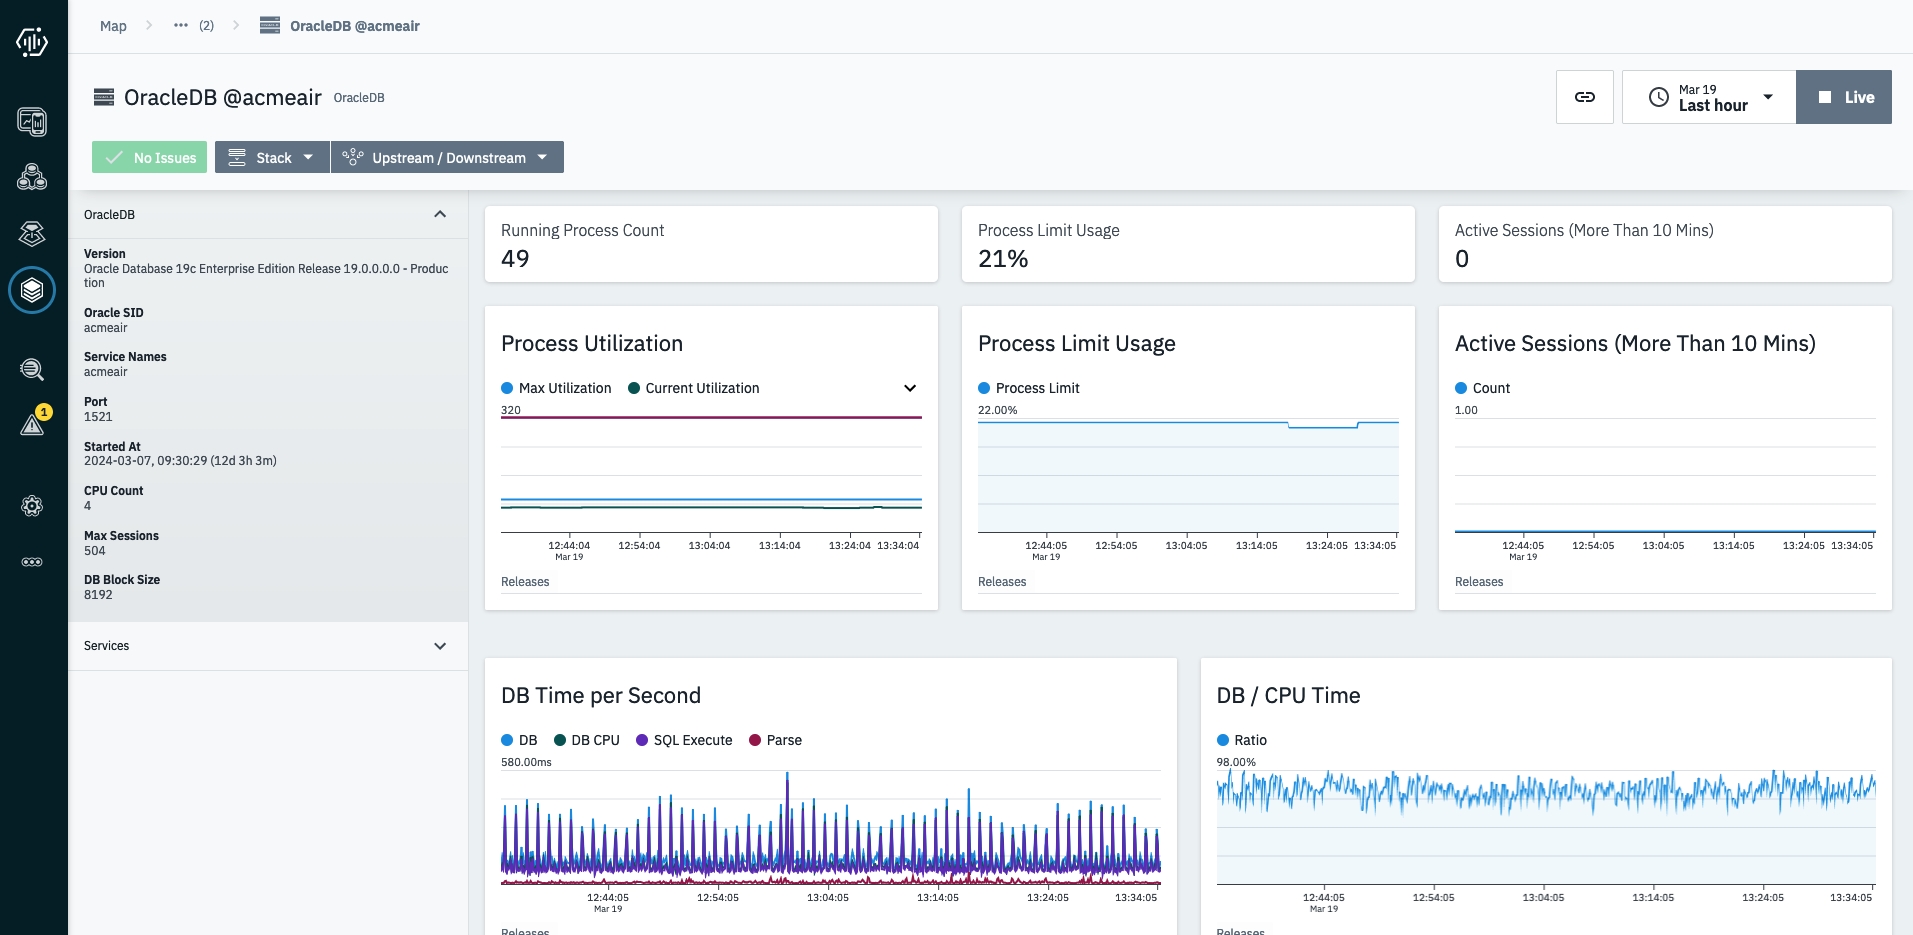 Map
(2)
OracleDB @acmeair
OracleDB @acmeair OracleDB
Mar 19
Last hour
Live
No Issues
Stack
Upstream / Downstream
1
OracleDB
Version
Oracle Database 19c Enterprise Edition Release 19.0.0.0.0 - Produc
tion
Oracle SID
acmeair
Service Names
acmeair
Port
1521
Started At
2024-03-07, 09:30:29 (12d 3h 3m)
CPU Count
4
Max Sessions
504
DB Block Size
8192
Services
Running Process Count
49
Process Limit Usage
21%
Active Sessions (More Than 10 Mins)
0
Process Utilization
Max Utilization Current Utilization
320
12:44:04 12:54:04 13:04:04 13:14:04 13:24:04 13:34:04
Mar 19
Releases
Process Limit Usage
Process Limit
22.00%
12:44:05 12:54:05 13:04:05 13:14:05 13:24:05 13:34:05
Mar 19
Releases
Active Sessions (More Than 10 Mins)
Count
1.00
12:44:05 12:54:05 13:04:05 13:14:05 13:24:05 13:34:05
Mar 19
Releases
DB Time per Second
DB DB CPU SQL Execute Parse
580.00ms
12:44:05 12:54:05 13:04:05 13:14:05 13:24:05 13:34:05
Mar 19
Releases
DB / CPU Time
Ratio
98.00%
12:44:05 12:54:05 13:04:05 13:14:05 13:24:05 13:34:05
Mar 19
Releases